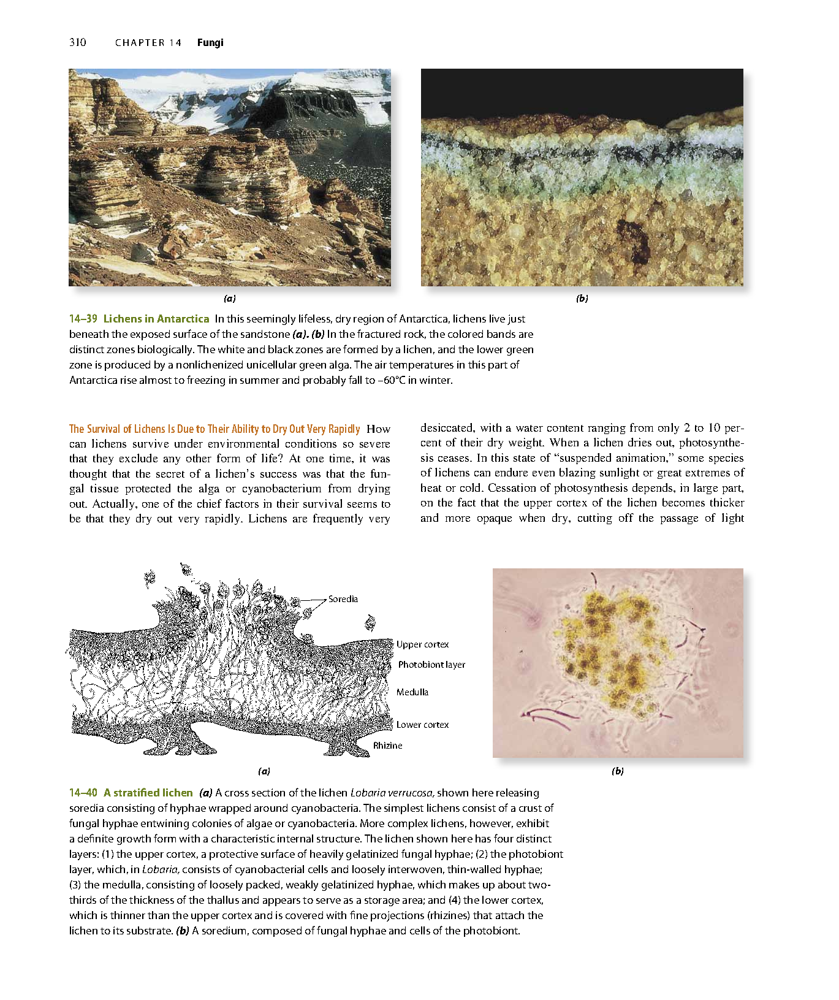 310 CHAPTER 14 Fungi
(a)
(b)
14–39 Lichens in Antarctica In this seemingly lifeless, dry region of Antarctica, lichens live just
beneath the exposed surface of the sandstone (a). (b) In the fractured rock, the colored bands are
distinct zones biologically. The white and black zones are formed by a lichen, and the lower green
zone is produced by a nonlichenized unicellular green alga. The air temperatures in this part of
Antarctica rise almost to freezing in summer and probably fall to –60°C in winter.
The Survival of Lichens Is Due to Their Ability to Dry Out Very Rapidly How
can lichens survive under environmental conditions so severe
that they exclude any other form of life? At one time, it was
thought that the secret of a lichen’s success was that the fun-
gal tissue protected the alga or cyanobacterium from drying
out. Actually, one of the chief factors in their survival seems to
be that they dry out very rapidly. Lichens are frequently very
desiccated, with a water content ranging from only 2 to 10 per-
cent of their dry weight. When a lichen dries out, photosynthe-
sis ceases. In this state of “suspended animation,” some species
of lichens can endure even blazing sunlight or great extremes of
heat or cold. Cessation of photosynthesis depends, in large part,
on the fact that the upper cortex of the lichen becomes thicker
and more opaque when dry, cutting off the passage of light
Soredia
Upper cortex
Photobiont layer
Medulla
Lower cortex
Rhizine
(a)
(b)
14–40 A stratified lichen (a) A cross section of the lichen Lobaria verrucosa, shown here releasing
soredia consisting of hyphae wrapped around cyanobacteria. The simplest lichens consist of a crust of
fungal hyphae entwining colonies of algae or cyanobacteria. More complex lichens, however, exhibit
a definite growth form with a characteristic internal structure. The lichen shown here has four distinct
layers: (1) the upper cortex, a protective surface of heavily gelatinized fungal hyphae; (2) the photobiont
layer, which, in Lobaria, consists of cyanobacterial cells and loosely interwoven, thin-walled hyphae;
(3) the medulla, consisting of loosely packed, weakly gelatinized hyphae, which makes up about two-
thirds of the thickness of the thallus and appears to serve as a storage area; and (4) the lower cortex,
which is thinner than the upper cortex and is covered with fine projections (rhizines) that attach the
lichen to its substrate. (b) A soredium, composed of fungal hyphae and cells of the photobiont.